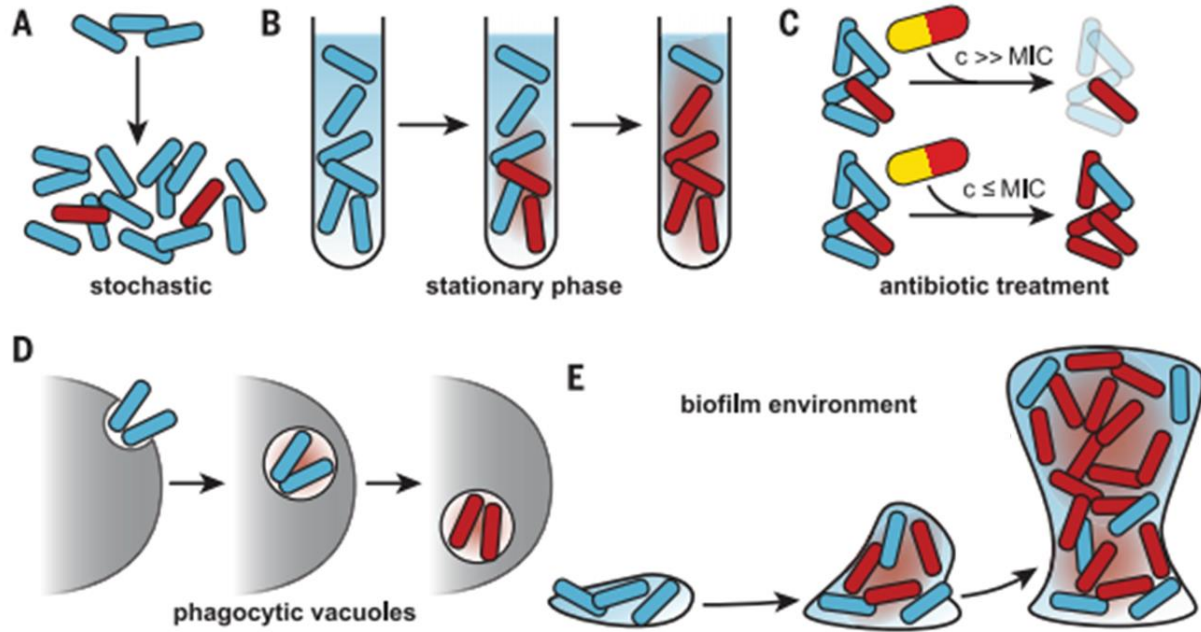 A
stochastic
B
stationary phase
C
c >> MIC
c ≤ MIC
antibiotic treatment
D
phagocytic vacuoles
E
biofilm environment